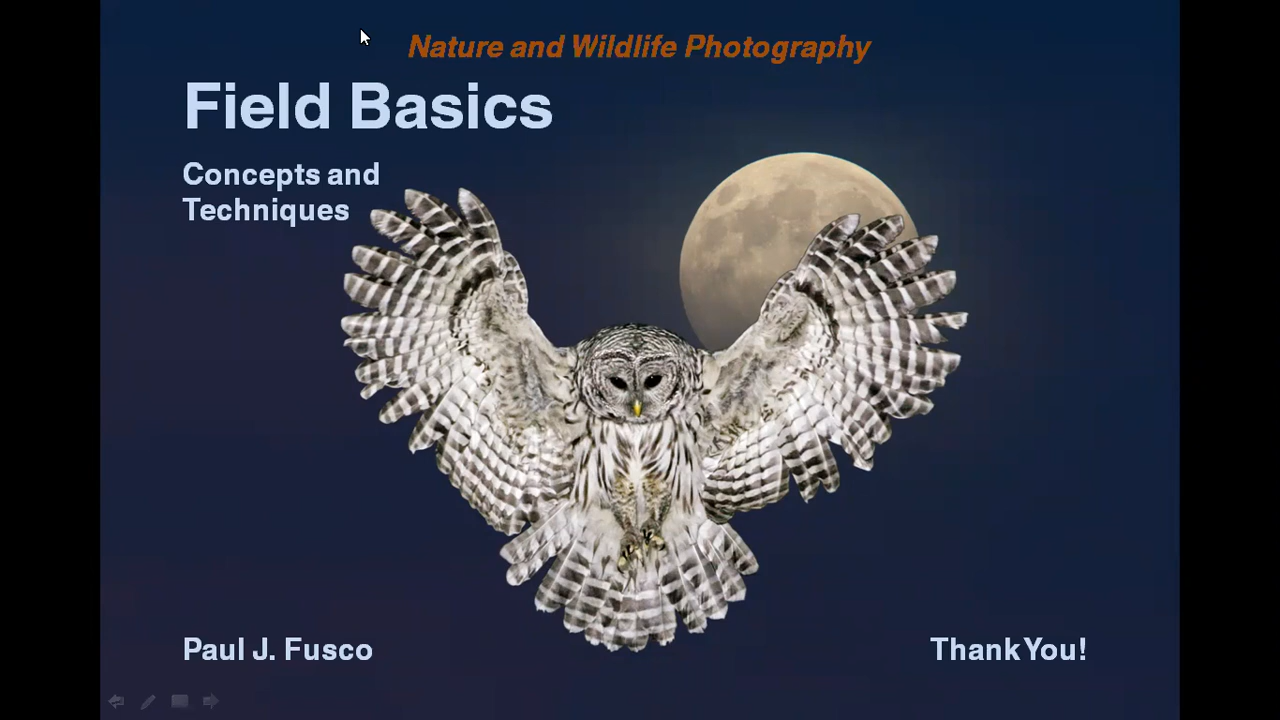 Nature and Wildlife Photography
Field Basics
Concepts and
Techniques
Paul J. Fusco
Thank You!